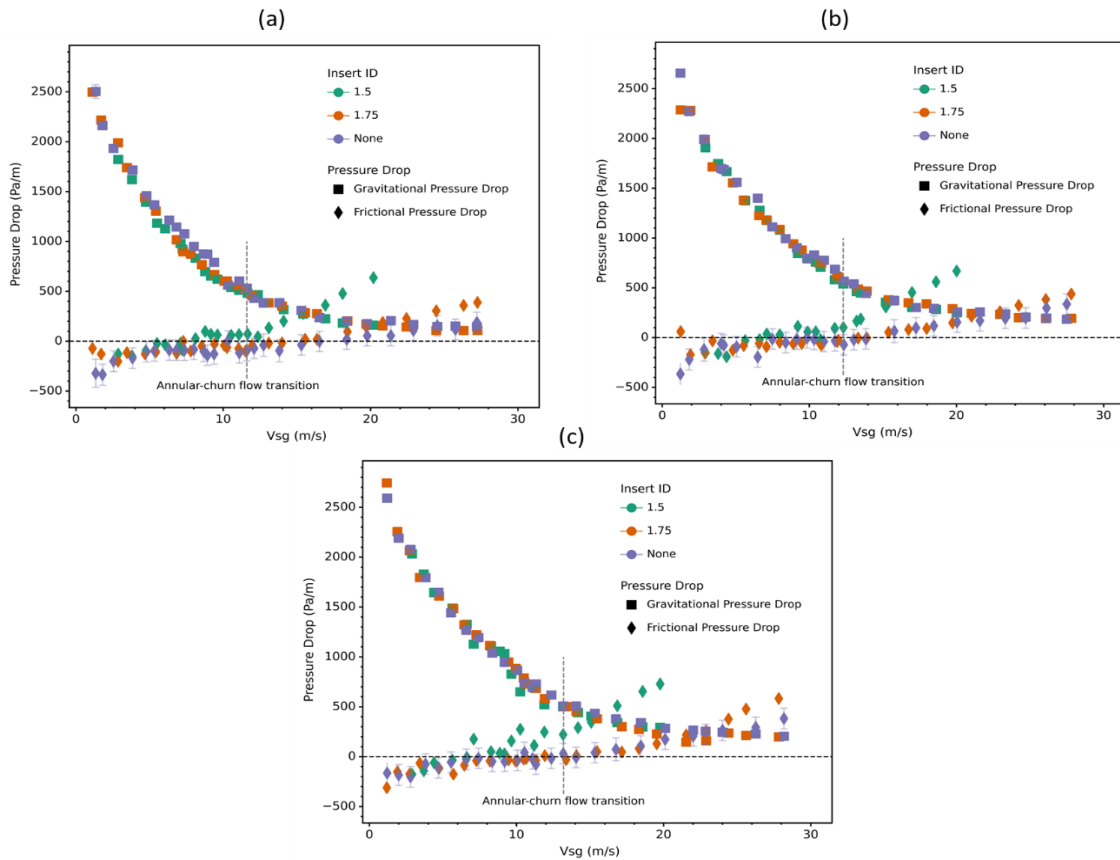 (a)
(b)
2500
2000
1500
1000
500
0
−500
Pressure Drop (Pa/m)
Insert ID
1.5
1.75
None
Pressure Drop
Gravitational Pressure Drop
Frictional Pressure Drop
Annular-churn flow transition
0
10
20
30
Vsg (m/s)
2500
2000
1500
1000
500
0
−500
Pressure Drop (Pa/m)
Insert ID
1.5
1.75
None
Pressure Drop
Gravitational Pressure Drop
Frictional Pressure Drop
Annular-churn flow transition
0
10
20
30
Vsg (m/s)
(c)
2500
2000
1500
1000
500
0
−500
Pressure Drop (Pa/m)
Insert ID
1.5
1.75
None
Pressure Drop
Gravitational Pressure Drop
Frictional Pressure Drop
Annular-churn flow transition
0
10
20
30
Vsg (m/s)